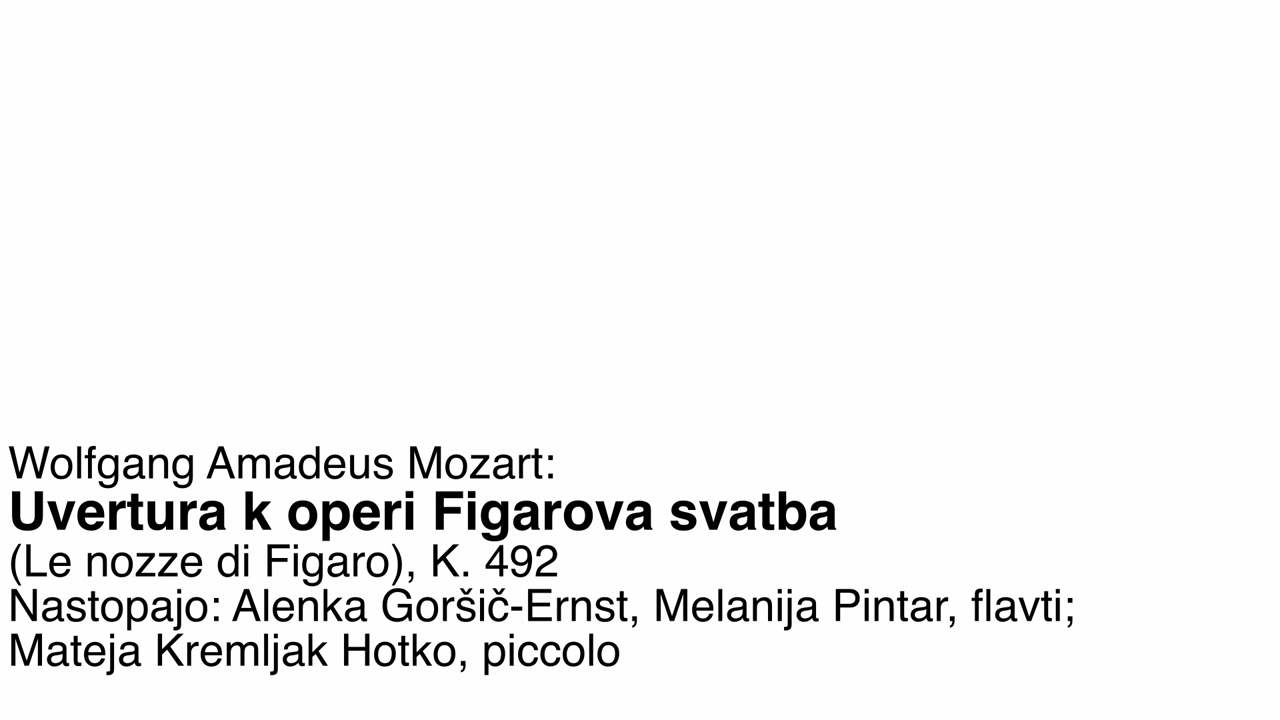 Wolfgang Amadeus Mozart:
Uvertura k operi Figarova svatba
(Le nozze di Figaro), K. 492
Nastopajo: Alenka Goršič-Ernst, Melanija Pintar, flavti;
Mateja Kremljak Hotko, piccolo